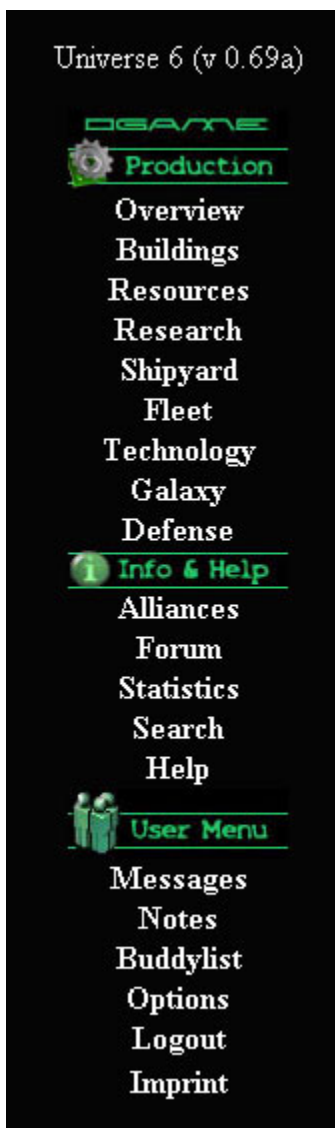 Universe 6 (v 0.69a)
OGAME
Production
Overview
Buildings
Resources
Research
Shipyard
Fleet
Technology
Galaxy
Defense
Info & Help
Alliances
Forum
Statistics
Search
Help
User Menu
Messages
Notes
Buddylist
Options
Logout
Imprint